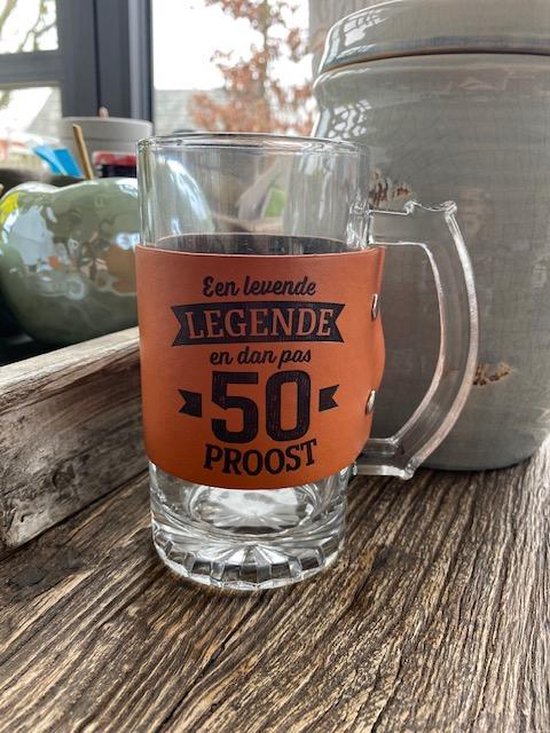 Een levende
LEGENDE
en dan pas
50
PROOST